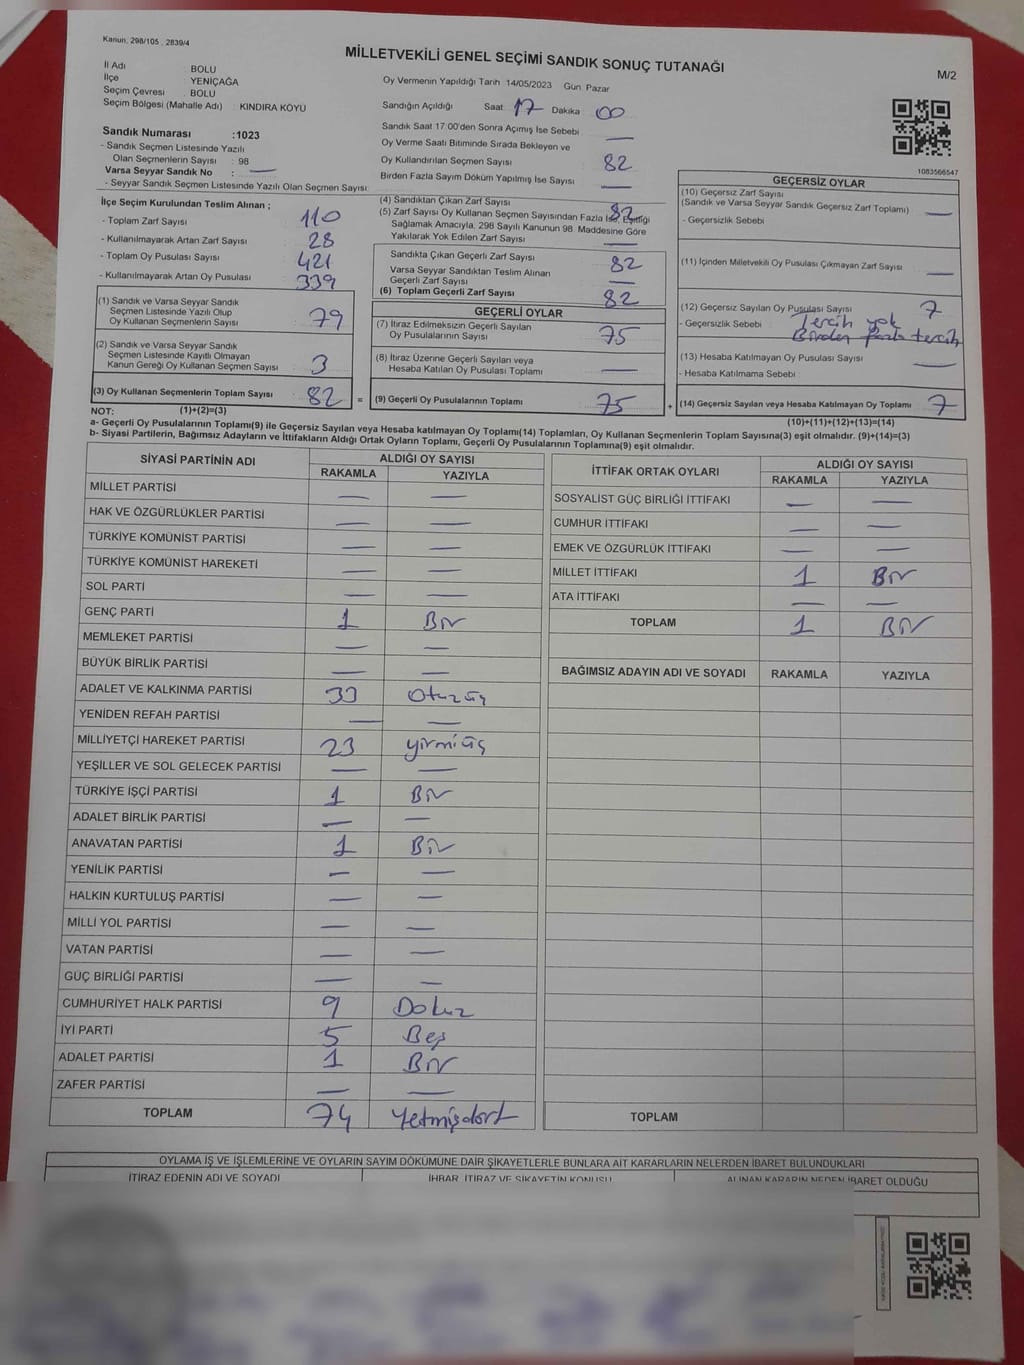 Kanun, 298/105 , 2839/4
MİLLETVEKİLİ GENEL SEÇİMİ SANDIK SONUÇ TUTANAĞI
M/2
İl Adı BOLU
İlçe YENİÇAĞA
Seçim Çevresi : BOLU
Seçim Bölgesi (Mahalle Adı) : KINDIRA KÖYÜ
Oy Vermenin Yapıldığı Tarih 14/05/2023 Gün Pazar
Sandığın Açıldığı Saat 17 Dakika 00
Sandık Saat 17:00'den Sonra Açmış İse Sebebi —
Sandık Numarası :1023
- Sandık Seçmen Listesinde Yazılı
Olan Seçmenlerin Sayısı : 98
Varsa Seyyar Sandık No : —
- Seyyar Sandık Seçmen Listesinde Yazılı Olan Seçmen Sayısı:
Oy Verme Saati Bitiminde Sırada Bekleyen ve
Oy Kullandırılan Seçmen Sayısı 82
Birden Fazla Sayım Döküm Yapılmış İse Sayısı —
1083566547
İlçe Seçim Kurulundan Teslim Alınan ;
- Toplam Zarf Sayısı 110
- Kullanılmayarak Artan Zarf Sayısı 28
- Toplam Oy Pusulası Sayısı 421
- Kullanılmayarak Artan Oy Pusulası 339
(1) Sandık ve Varsa Seyyar Sandık
Seçmen Listesinde Yazılı Olup
Oy Kullanan Seçmenlerin Sayısı 79
(2) Sandık ve Varsa Seyyar Sandık
Seçmen Listesinde Kayıtlı Olmayan
Kanun Gereği Oy Kullanan Seçmen Sayısı 3
(3) Oy Kullanan Seçmenlerin Toplam Sayısı 82 =
(4) Sandıktan Çıkan Zarf Sayısı 82
(5) Zarf Sayısı Oy Kullanan Seçmen Sayısından Fazla İse, Eşitliği
Sağlamak Amacıyla, 298 Sayılı Kanunun 98. Maddesine Göre
Yakılarak Yok Edilen Zarf Sayısı —
Sandıkta Çıkan Geçerli Zarf Sayısı 82
Varsa Seyyar Sandıktan Teslim Alınan
Geçerli Zarf Sayısı —
(6) Toplam Geçerli Zarf Sayısı 82
GEÇERLİ OYLAR
(7) İtiraz Edilmeksizin Geçerli Sayılan
Oy Pusulalarının Sayısı 75
(8) İtiraz Üzerine Geçerli Sayılan veya
Hesaba Katılan Oy Pusulası Toplamı —
(9) Geçerli Oy Pusulalarının Toplamı 75 +
GEÇERSİZ OYLAR
(10) Geçersiz Zarf Sayısı
(Sandık ve Varsa Seyyar Sandık Geçersiz Zarf Toplamı) —
- Geçersizlik Sebebi :
(11) İçinden Milletvekili Oy Pusulası Çıkmayan Zarf Sayısı —
(12) Geçersiz Sayılan Oy Pusulası Sayısı 7
- Geçersizlik Sebebi : Tercih yok
Birden fazla tercih
(13) Hesaba Katılmayan Oy Pusulası Sayısı —
- Hesaba Katılmama Sebebi :
(14) Geçersiz Sayılan veya Hesaba Katılmayan Oy Toplamı 7
NOT: (1)+(2)=(3) (10)+(11)+(12)+(13)=(14)
a- Geçerli Oy Pusulalarının Toplamı(9) ile Geçersiz Sayılan veya Hesaba katılmayan Oy Toplamı(14) Toplamları, Oy Kullanan Seçmenlerin Toplam Sayısına(3) eşit olmalıdır. (9)+(14)=(3)
b- Siyasi Partilerin, Bağımsız Adayların ve İttifakların Aldığı Ortak Oyların Toplamı, Geçerli Oy Pusulalarının Toplamına(9) eşit olmalıdır.
SİYASİ PARTİNİN ADI ALDIĞI OY SAYISI
RAKAMLA YAZIYLA
MİLLET PARTİSİ — —
HAK VE ÖZGÜRLÜKLER PARTİSİ — —
TÜRKİYE KOMÜNİST PARTİSİ — —
TÜRKİYE KOMÜNİST HAREKETİ — —
SOL PARTİ — —
GENÇ PARTİ 1 Bir
MEMLEKET PARTİSİ — —
BÜYÜK BİRLİK PARTİSİ — —
ADALET VE KALKINMA PARTİSİ 33 Otuzüç
YENİDEN REFAH PARTİSİ — —
MİLLİYETÇİ HAREKET PARTİSİ 23 yirmiüç
YEŞİLLER VE SOL GELECEK PARTİSİ — —
TÜRKİYE İŞÇİ PARTİSİ 1 Bir
ADALET BİRLİK PARTİSİ — —
ANAVATAN PARTİSİ 1 Bir
YENİLİK PARTİSİ — —
HALKIN KURTULUŞ PARTİSİ — —
MİLLİ YOL PARTİSİ — —
VATAN PARTİSİ — —
GÜÇ BİRLİĞİ PARTİSİ — —
CUMHURİYET HALK PARTİSİ 9 Dokuz
İYİ PARTİ 5 Beş
ADALET PARTİSİ 1 Bir
ZAFER PARTİSİ — —
TOPLAM 74 Yetmişdört
İTTİFAK ORTAK OYLARI ALDIĞI OY SAYISI
RAKAMLA YAZIYLA
SOSYALİST GÜÇ BİRLİĞİ İTTİFAKI — —
CUMHUR İTTİFAKI — —
EMEK VE ÖZGÜRLÜK İTTİFAKI — —
MİLLET İTTİFAKI 1 Bir
ATA İTTİFAKI — —
TOPLAM 1 Bir
BAĞIMSIZ ADAYIN ADI VE SOYADI RAKAMLA YAZIYLA
TOPLAM
OYLAMA İŞ VE İŞLEMLERİNE VE OYLARIN SAYIM DÖKÜMÜNE DAİR ŞİKAYETLERLE BUNLARA AİT KARARLARIN NELERDEN İBARET BULUNDUKLARI
İTİRAZ EDENİN ADI VE SOYADI İHBAR, İTİRAZ VE ŞİKAYETİN KONUSU ALINAN KARARIN NEDEN İBARET OLDUĞU